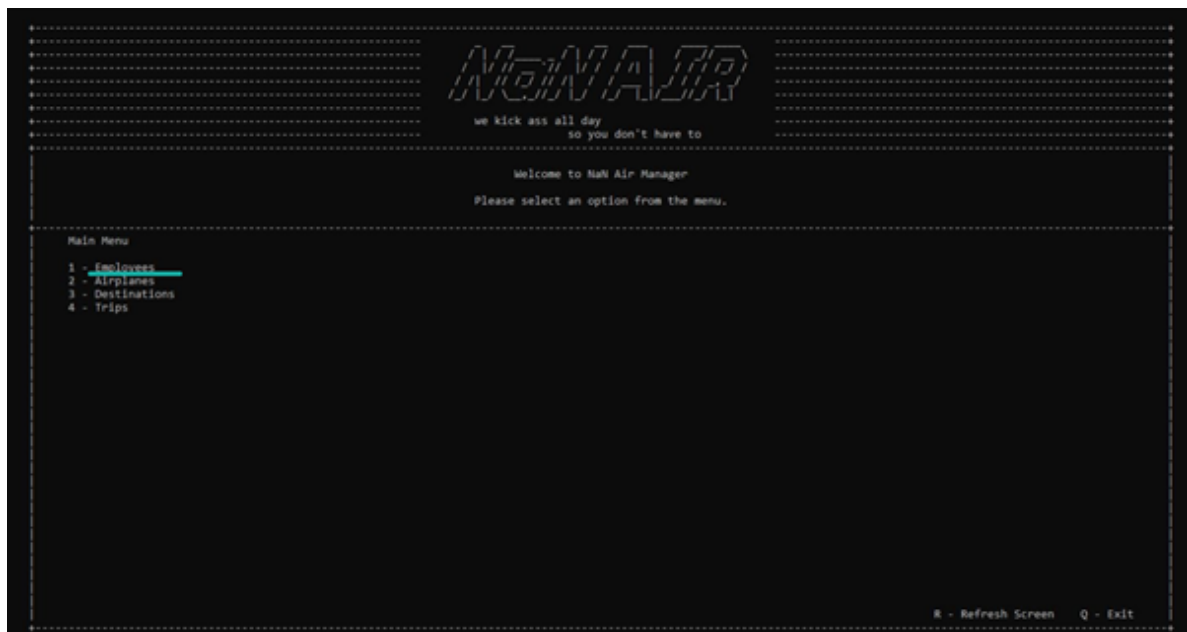 NaN AIR
we kick ass all day
so you don't have to
Welcome to NaN Air Manager
Please select an option from the menu.
Main Menu
1 - Employees
2 - Airplanes
3 - Destinations
4 - Trips
R - Refresh Screen Q - Exit